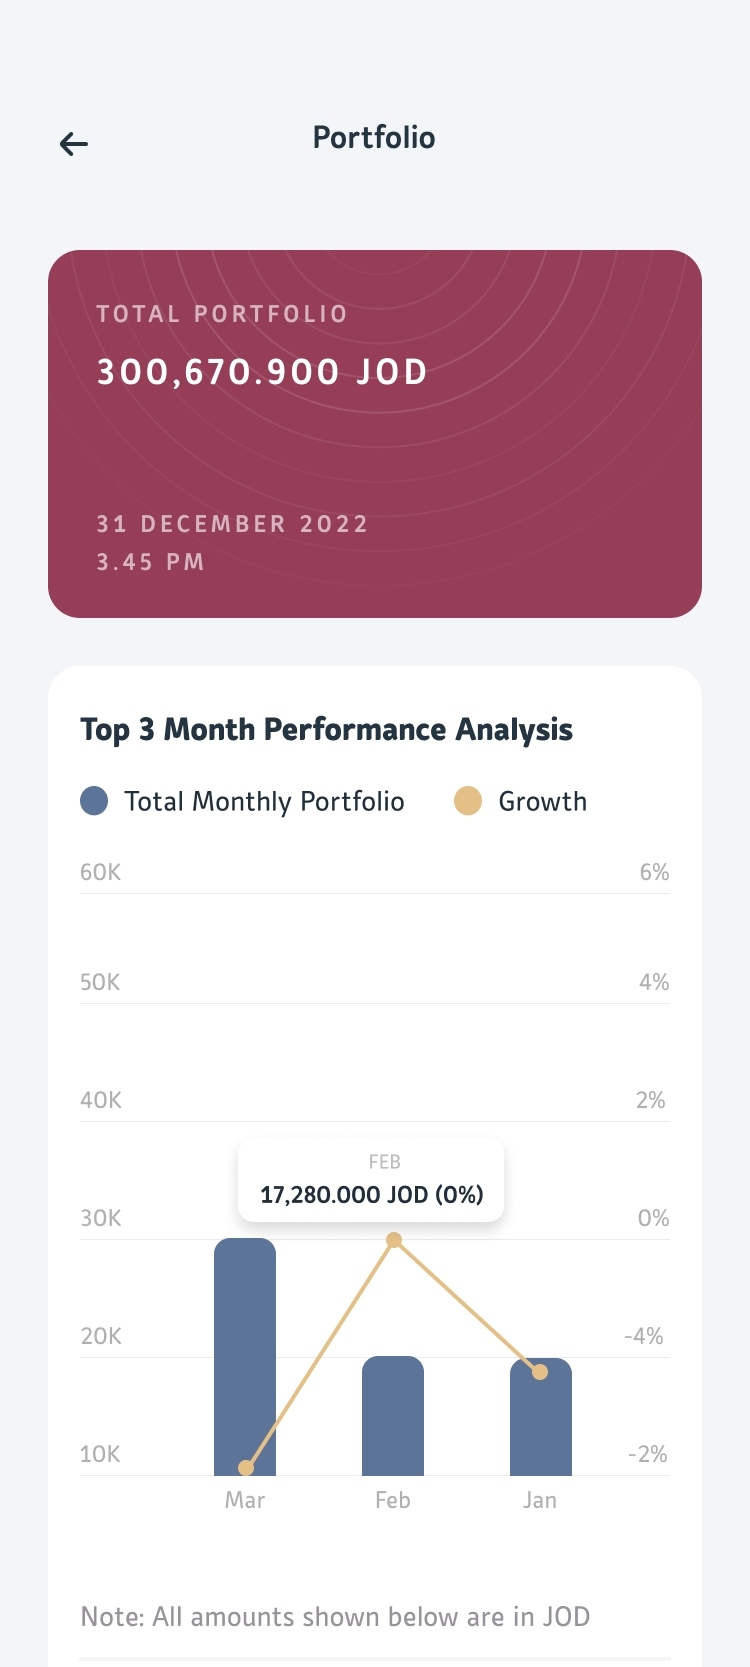 Portfolio
TOTAL PORTFOLIO
300,670.900 JOD
31 DECEMBER 2022
3.45 PM
Top 3 Month Performance Analysis
Total Monthly Portfolio Growth
60K 6%
50K 4%
40K 2%
FEB
17,280.000 JOD (0%)
30K 0%
20K -4%
10K -2%
Mar Feb Jan
Note: All amounts shown below are in JOD